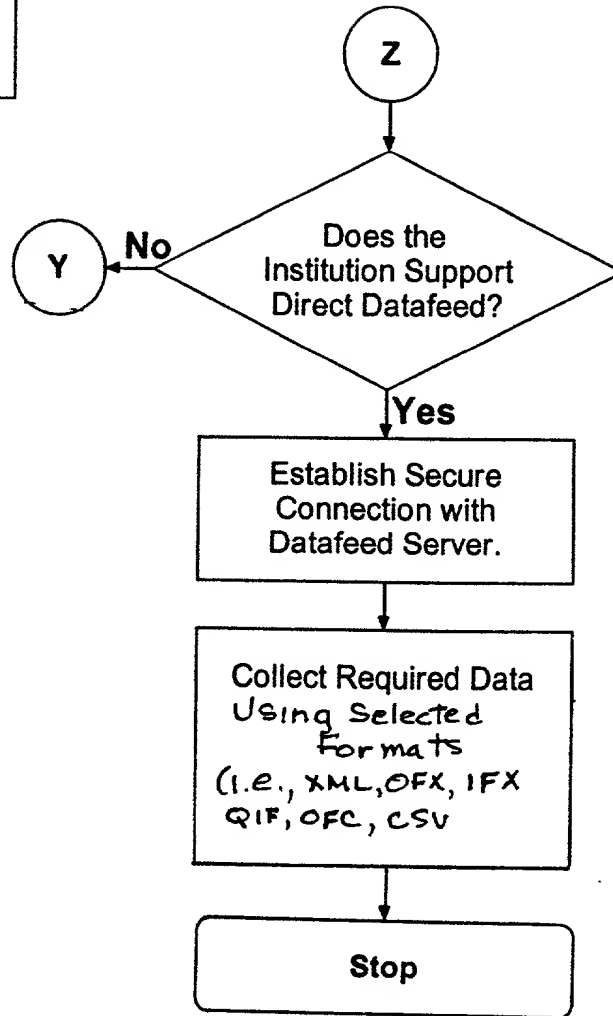 Z
Does the
Institution Support
Direct Datafeed?
No
Y
Yes
Establish Secure
Connection with
Datafeed Server.
Collect Required Data
Using Selected
Formats
(i.e., XML, OFX, IFX
QIF, OFC, CSV
Stop